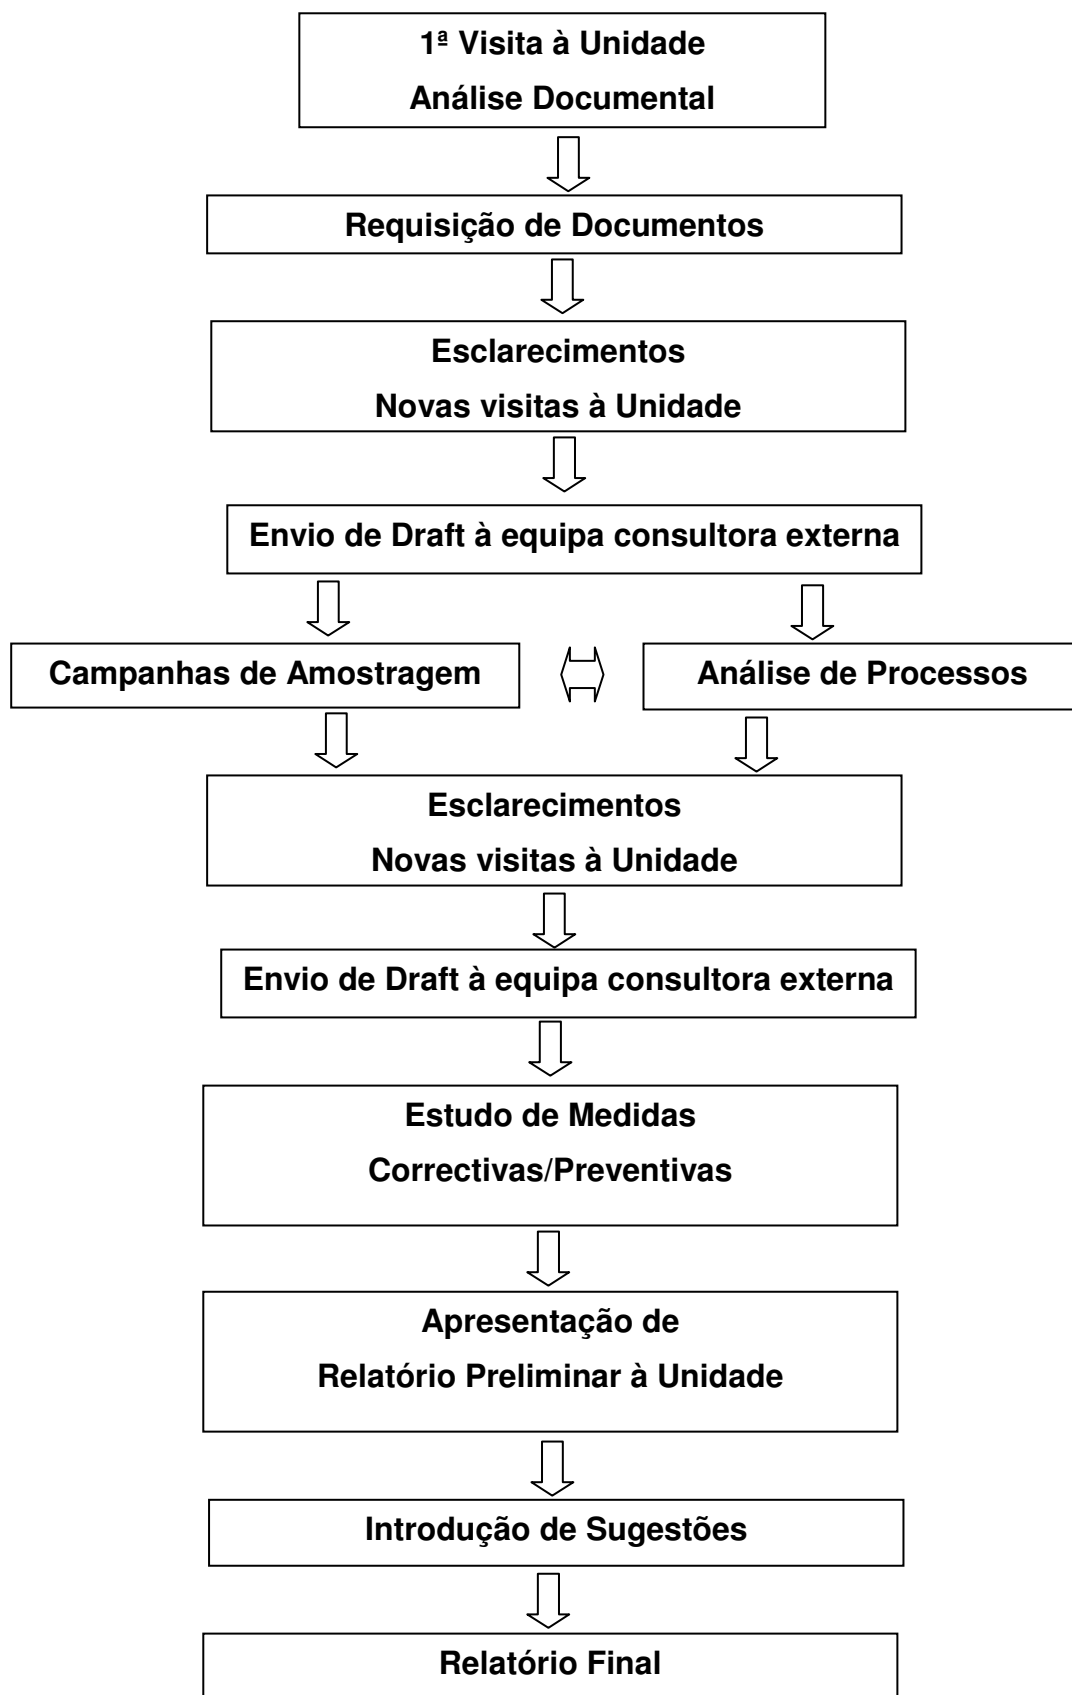 1ª Visita à Unidade
Análise Documental
Requisição de Documentos
Esclarecimentos
Novas visitas à Unidade
Envio de Draft à equipa consultora externa
Campanhas de Amostragem
Análise de Processos
Esclarecimentos
Novas visitas à Unidade
Envio de Draft à equipa consultora externa
Estudo de Medidas
Correctivas/Preventivas
Apresentação de
Relatório Preliminar à Unidade
Introdução de Sugestões
Relatório Final